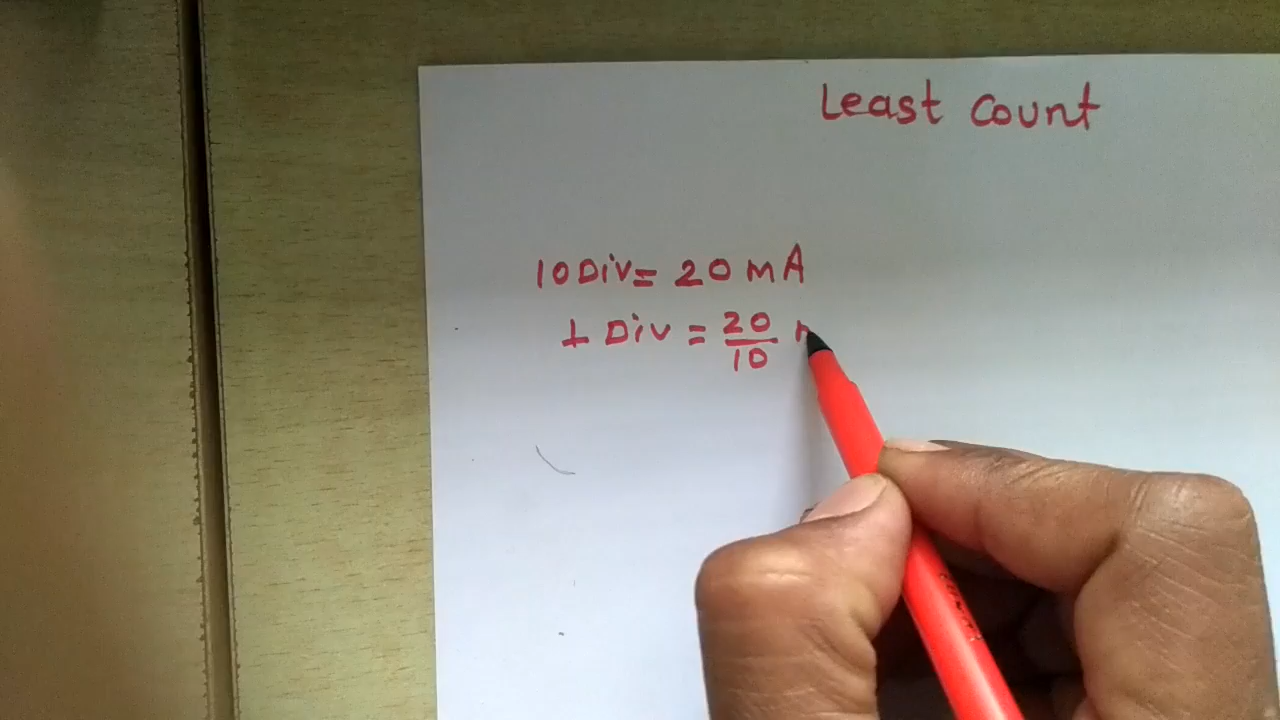 Least Count
10 Div = 20 mA
1 Div = 20/10